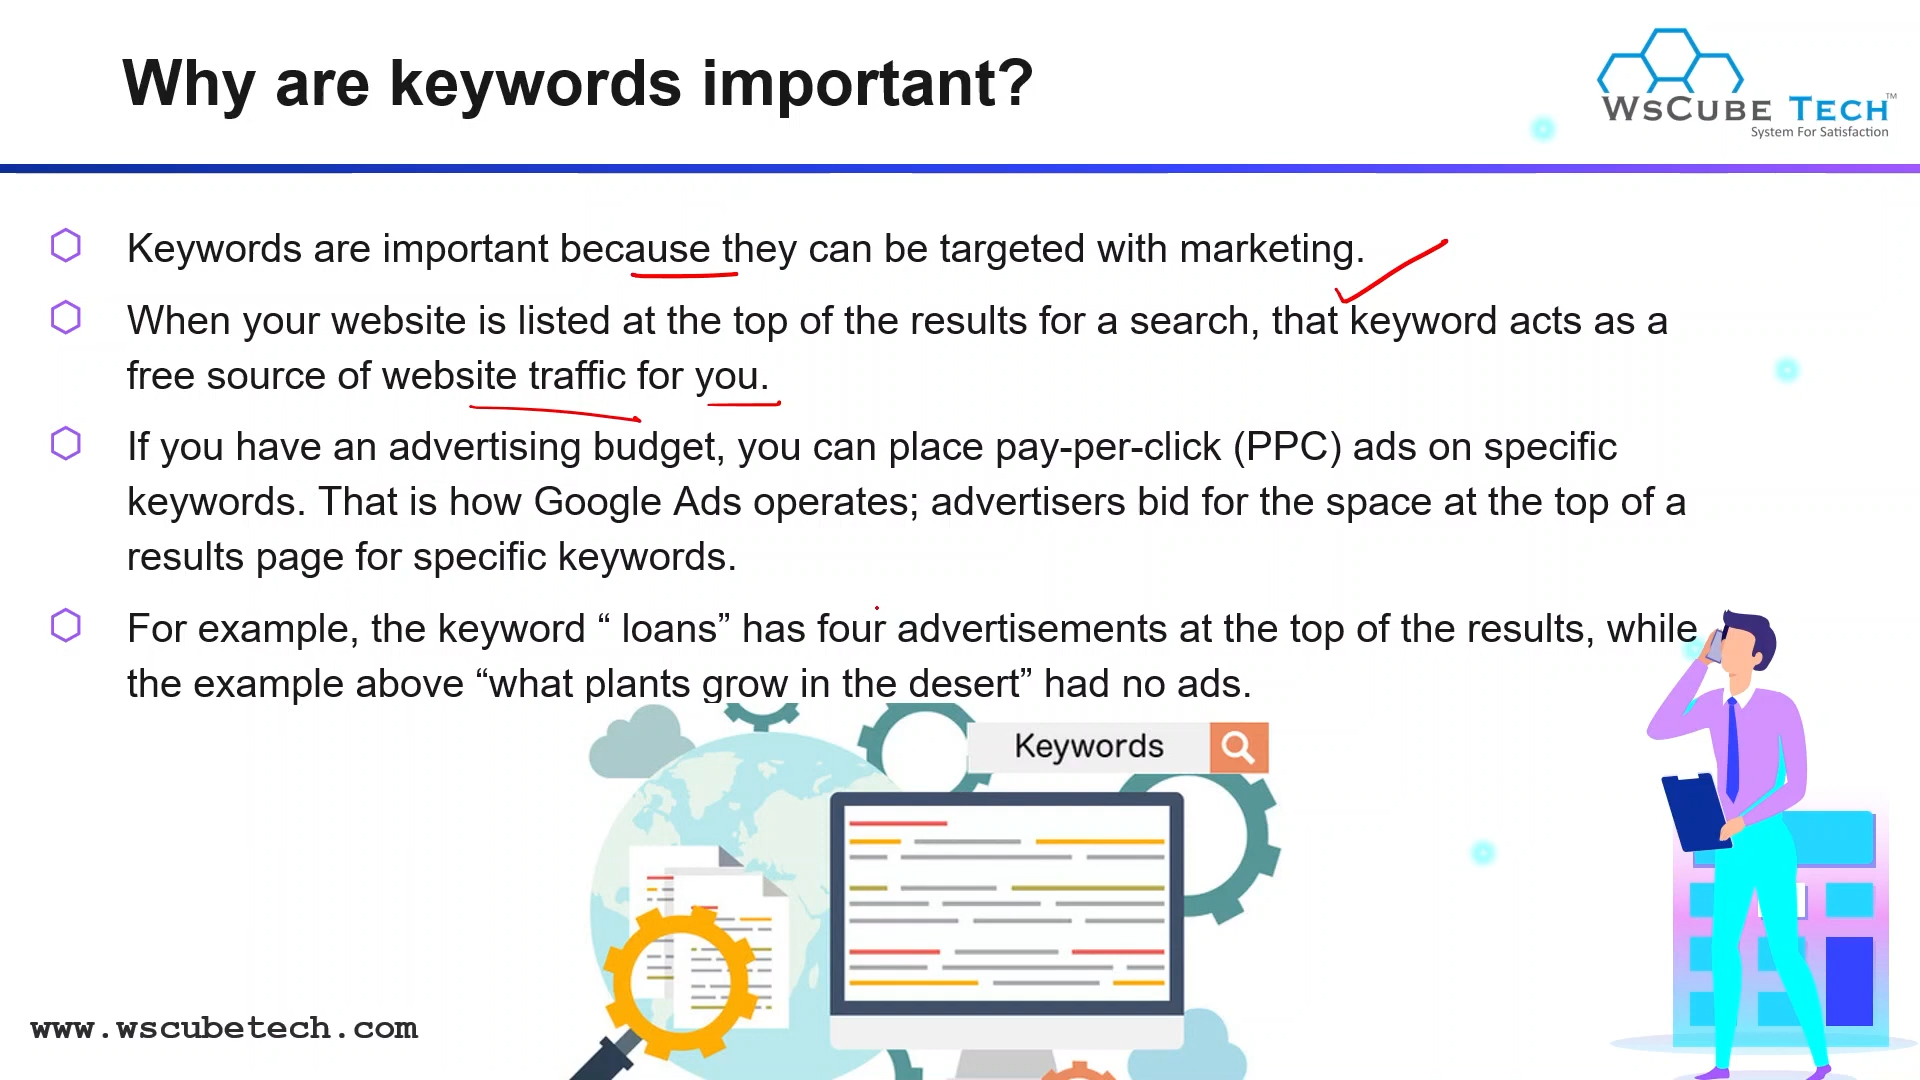 Why are keywords important?
WSCUBE TECH™
System For Satisfaction
Keywords are important because they can be targeted with marketing.
When your website is listed at the top of the results for a search, that keyword acts as a
free source of website traffic for you.
If you have an advertising budget, you can place pay-per-click (PPC) ads on specific
keywords. That is how Google Ads operates; advertisers bid for the space at the top of a
results page for specific keywords.
For example, the keyword “ loans” has four advertisements at the top of the results, while
the example above “what plants grow in the desert” had no ads.
Keywords
www.wscubetech.com